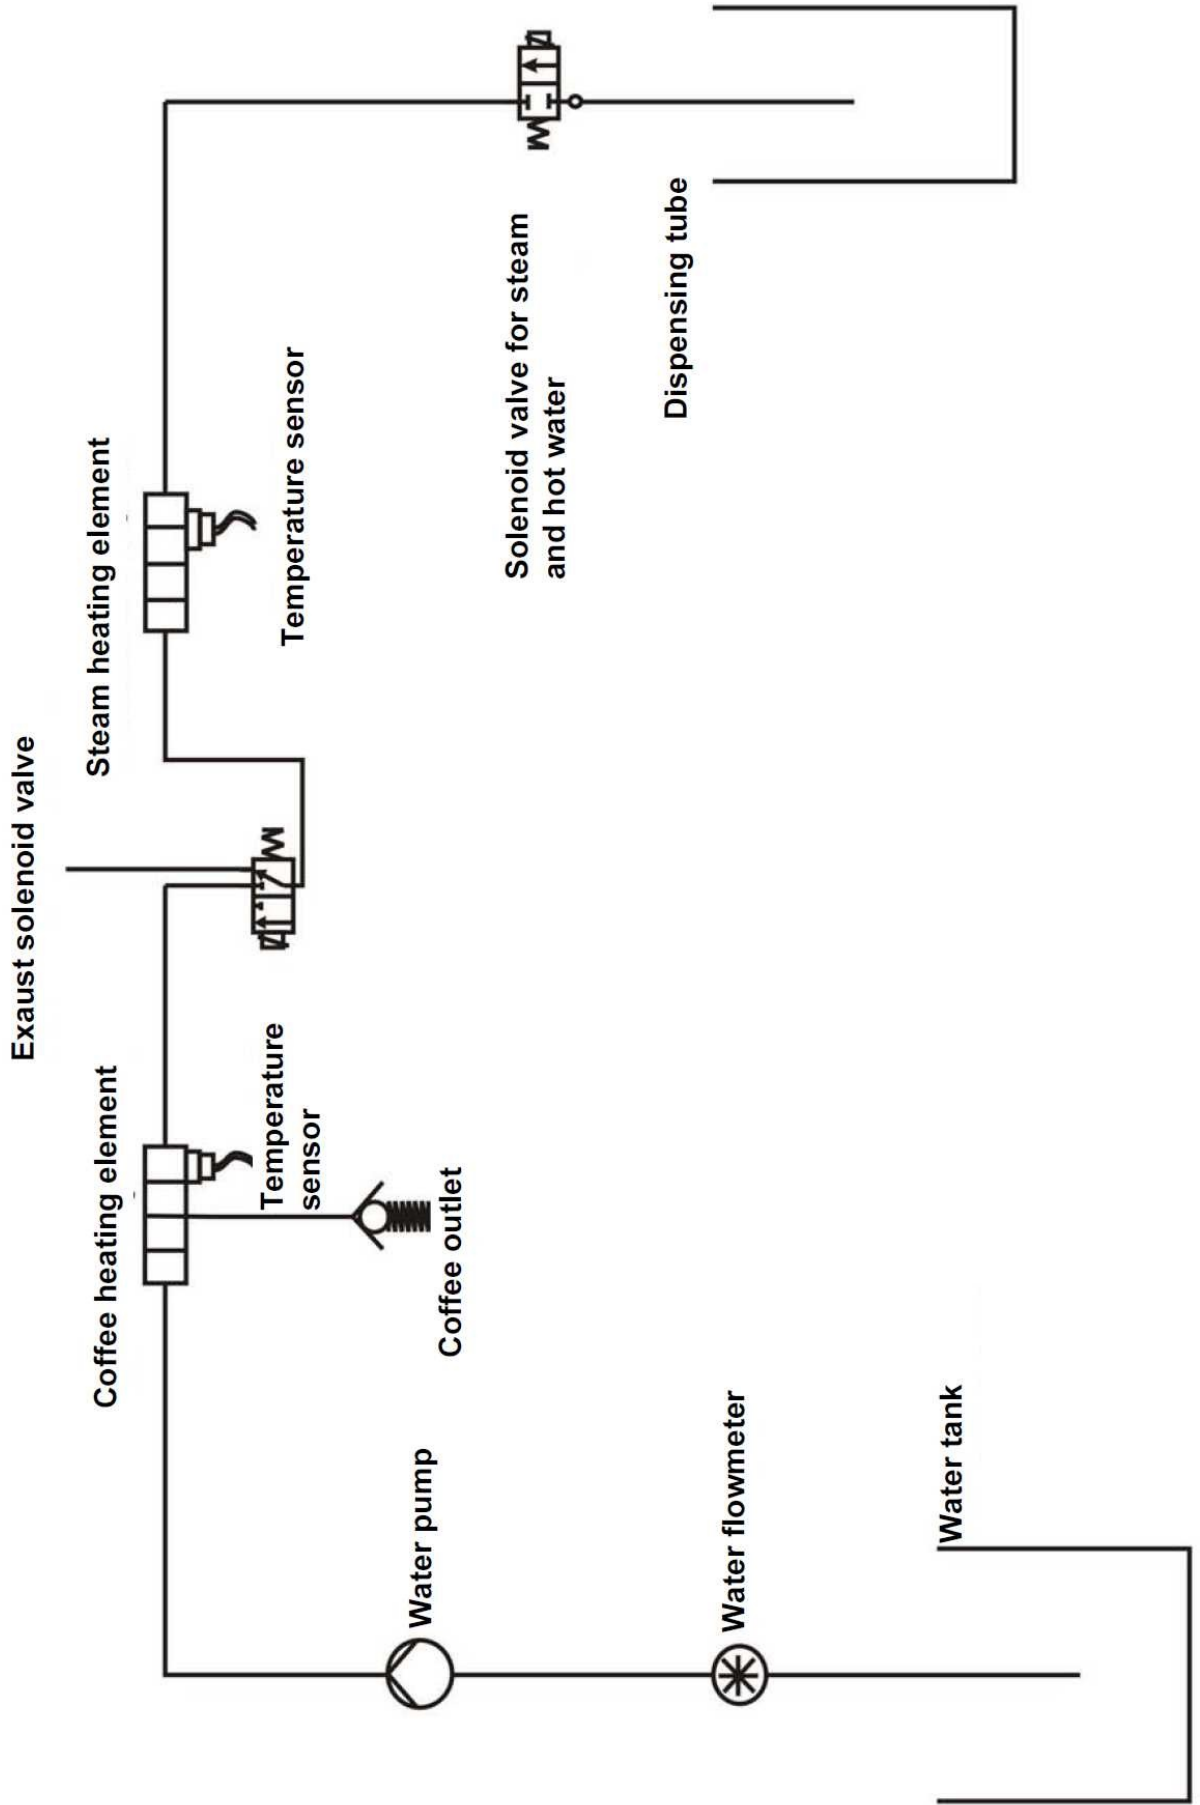 Exaust solenoid valve
Coffee heating element
Steam heating element
Temperature
sensor
Temperature sensor
Coffee outlet
Solenoid valve for steam
and hot water
Water pump
Dispensing tube
Water flowmeter
Water tank